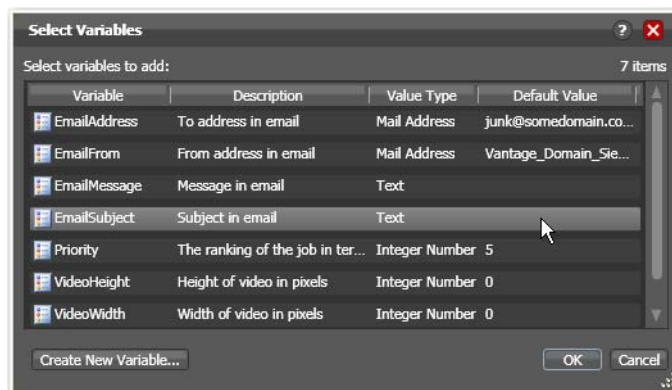 Select Variables ?
Select variables to add: 7 items
Variable Description Value Type Default Value
EmailAddress To address in email Mail Address junk@somedomain.co...
EmailFrom From address in email Mail Address Vantage_Domain_Sie...
EmailMessage Message in email Text
EmailSubject Subject in email Text
Priority The ranking of the job in ter... Integer Number 5
VideoHeight Height of video in pixels Integer Number 0
VideoWidth Width of video in pixels Integer Number 0
Create New Variable... OK Cancel